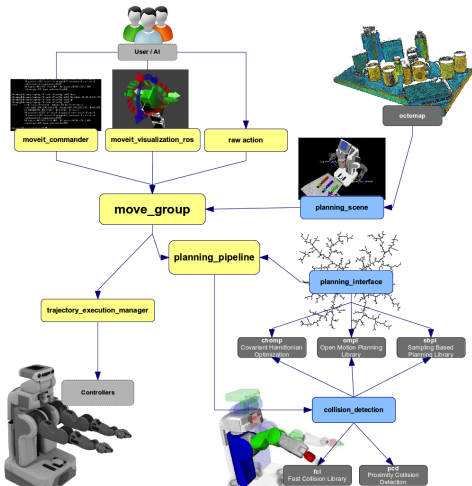 User / AI
moveit_commander
moveit_visualization_ros
raw action
octomap
move_group
planning_scene
planning_pipeline
planning_interface
trajectory_execution_manager
chomp
Covariant Hamiltonian
Optimization
ompl
Open Motion Planning
Library
sbpl
Sampling Based
Planning Library
Controllers
collision_detection
fcl
Fast Collision Library
pcd
Proximity Collision
Detection